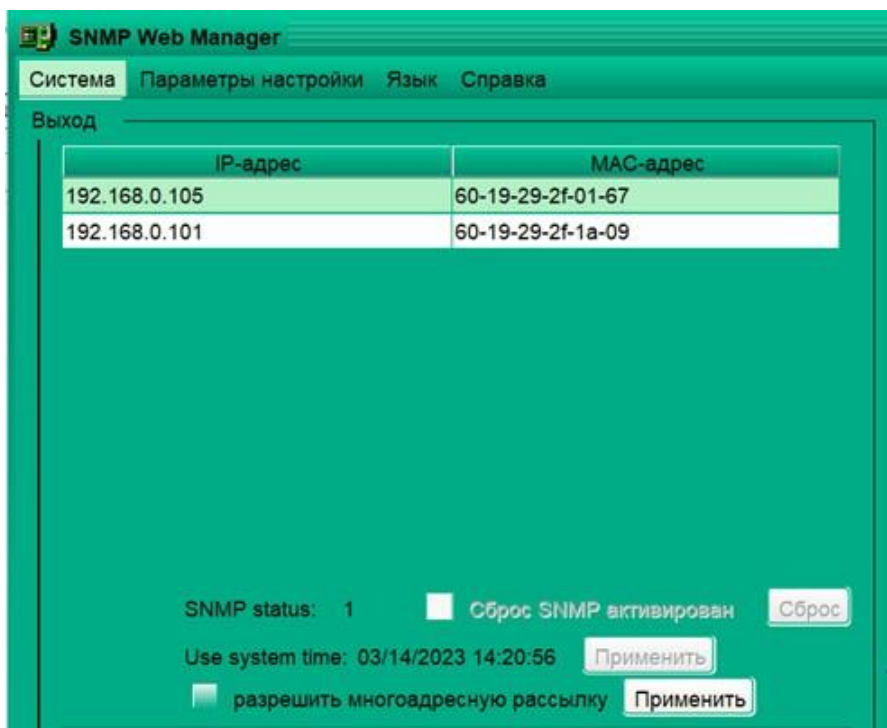 SNMP Web Manager
Система Параметры настройки Язык Справка
Выход
IP-адрес MAC-адрес
192.168.0.105 60-19-29-2f-01-67
192.168.0.101 60-19-29-2f-1a-09
SNMP status: 1 Сброс SNMP активирован Сброс
Use system time: 03/14/2023 14:20:56 Применить
разрешить многоадресную рассылку Применить